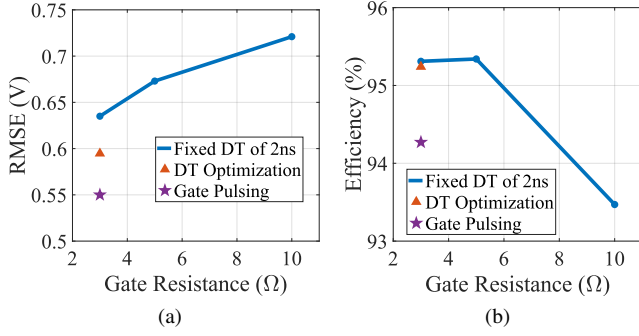 0.75
0.7
0.65
0.6
0.55
0.5
RMSE (V)
Fixed DT of 2ns
DT Optimization
Gate Pulsing
2 4 6 8 10
Gate Resistance (Ω)
(a)
96
95
94
93
Efficiency (%)
Fixed DT of 2ns
DT Optimization
Gate Pulsing
2 4 6 8 10
Gate Resistance (Ω)
(b)